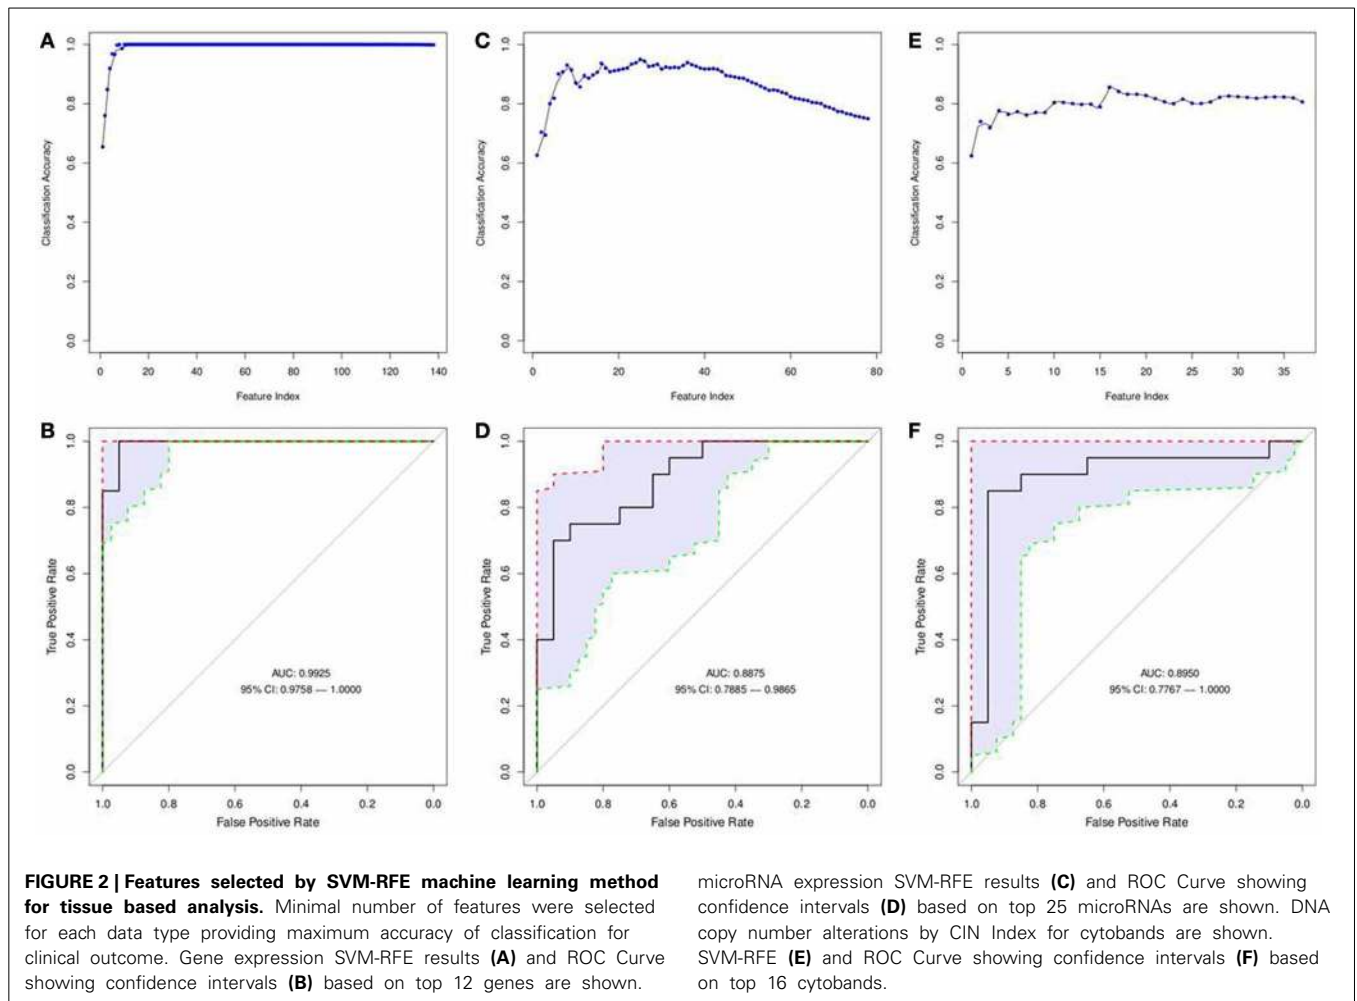 A
Classification Accuracy
1.0
0.8
0.6
0.4
0.2
0.0
0 20 40 60 80 100 120 140
Feature Index
C
Classification Accuracy
1.0
0.8
0.6
0.4
0.2
0.0
0 20 40 60 80
Feature Index
E
Classification Accuracy
1.0
0.8
0.6
0.4
0.2
0.0
0 5 10 15 20 25 30 35
Feature Index
B
True Positive Rate
1.0
0.8
0.6
0.4
0.2
0.0
AUC: 0.9925
95% CI: 0.9758 — 1.0000
1.0 0.8 0.6 0.4 0.2 0.0
False Positive Rate
D
True Positive Rate
1.0
0.8
0.6
0.4
0.2
0.0
AUC: 0.8875
95% CI: 0.7885 — 0.9865
1.0 0.8 0.6 0.4 0.2 0.0
False Positive Rate
F
True Positive Rate
1.0
0.8
0.6
0.4
0.2
0.0
AUC: 0.8950
95% CI: 0.7767 — 1.0000
1.0 0.8 0.6 0.4 0.2 0.0
False Positive Rate
FIGURE 2 | Features selected by SVM-RFE machine learning method
for tissue based analysis. Minimal number of features were selected
for each data type providing maximum accuracy of classification for
clinical outcome. Gene expression SVM-RFE results (A) and ROC Curve
showing confidence intervals (B) based on top 12 genes are shown.
microRNA expression SVM-RFE results (C) and ROC Curve showing
confidence intervals (D) based on top 25 microRNAs are shown. DNA
copy number alterations by CIN Index for cytobands are shown.
SVM-RFE (E) and ROC Curve showing confidence intervals (F) based
on top 16 cytobands.